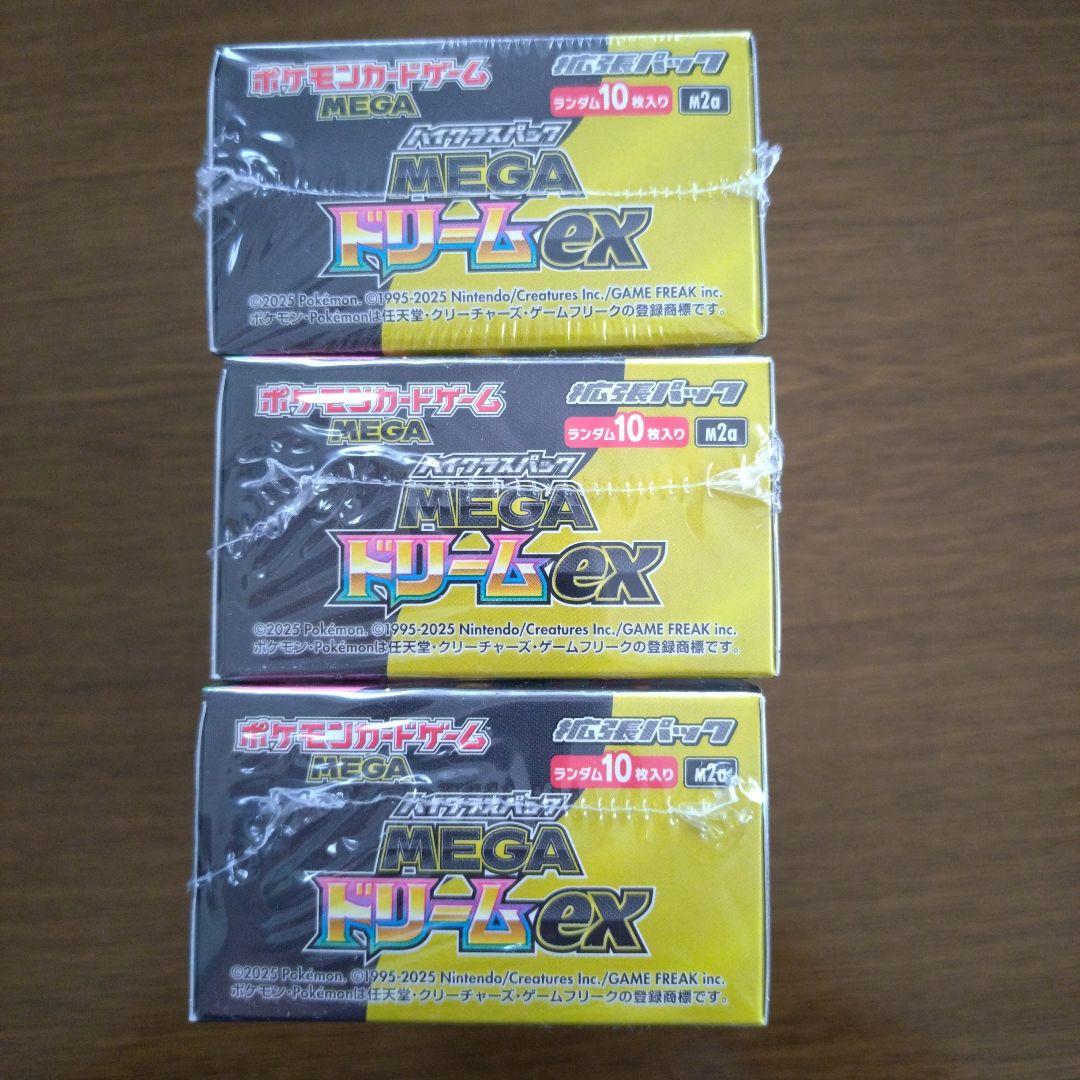 ポケモンカードゲーム 拡張パック
MEGA ランダム10枚入り M2a
ハイクラスパック
MEGA
ドリームex
©2025 Pokémon. ©1995-2025 Nintendo/Creatures Inc./GAME FREAK inc.
ポケモン・Pokémonは任天堂・クリーチャーズ・ゲームフリークの登録商標です。
ポケモンカードゲーム 拡張パック
MEGA ランダム10枚入り M2a
ハイクラスパック
MEGA
ドリームex
©2025 Pokémon. ©1995-2025 Nintendo/Creatures Inc./GAME FREAK inc.
ポケモン・Pokémonは任天堂・クリーチャーズ・ゲームフリークの登録商標です。
ポケモンカードゲーム 拡張パック
MEGA ランダム10枚入り M2a
ハイクラスパック
MEGA
ドリームex
©2025 Pokémon. ©1995-2025 Nintendo/Creatures Inc./GAME FREAK inc.
ポケモン・Pokémonは任天堂・クリーチャーズ・ゲームフリークの登録商標です。